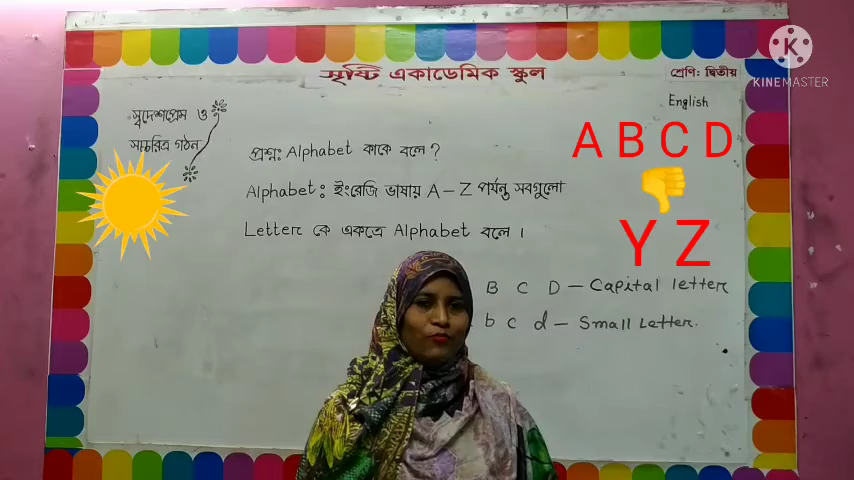 সৃষ্টি একাডেমিক স্কুল
শ্রেণি: দ্বিতীয়
KINEMASTER
English
স্বদেশপ্রেম ও
সচ্চরিত্র গঠন
প্রশ্নঃ Alphabet কাকে বলে ?
A B C D
Alphabet: ইংরেজি ভাষায় A – Z পর্যন্ত সবগুলো
Y Z
Letter কে একত্রে Alphabet বলে ।
B C D – Capital letter
b c d – Small Letter.